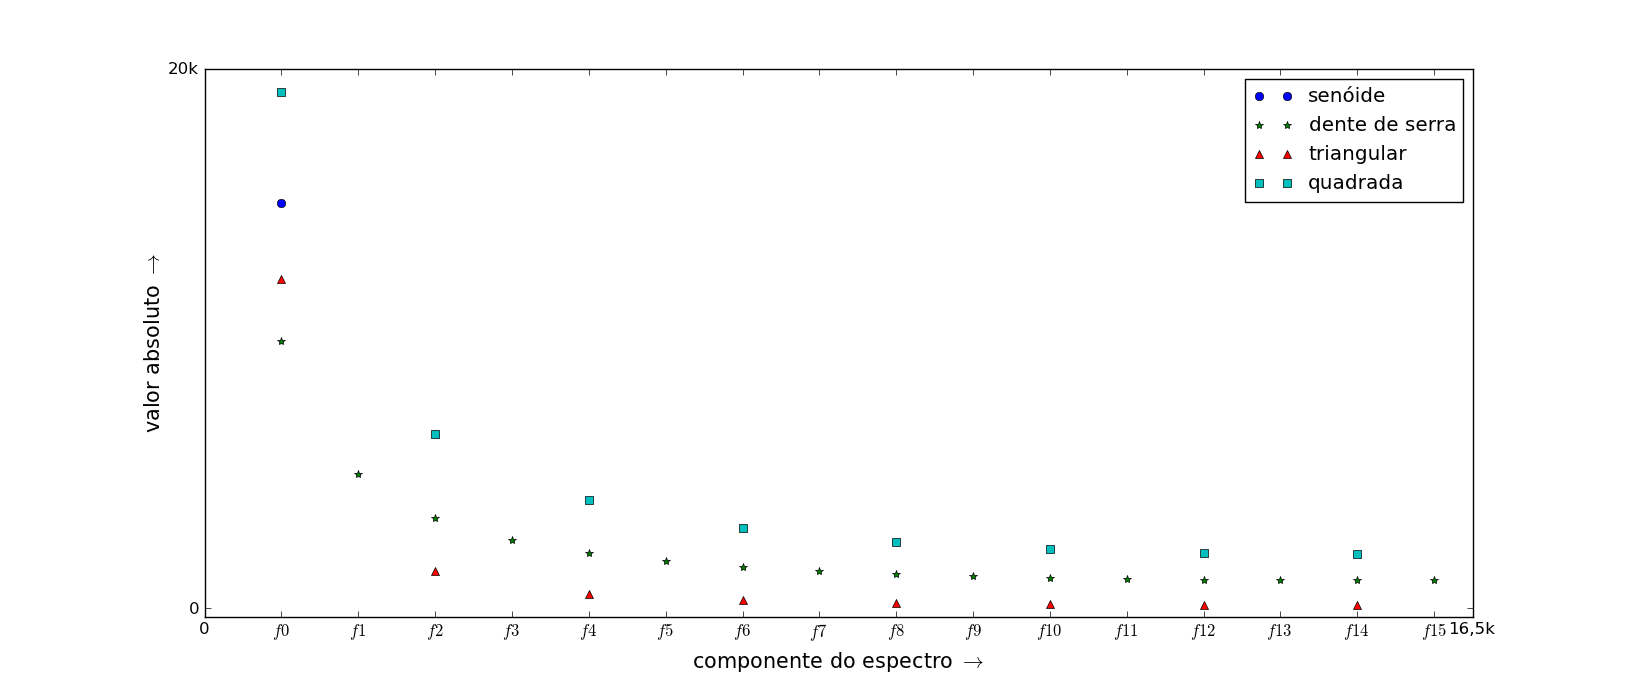 20k
senóide
dente de serra
triangular
quadrada
valor absoluto →
0
0 f0 f1 f2 f3 f4 f5 f6 f7 f8 f9 f10 f11 f12 f13 f14 f15 16,5k
componente do espectro →